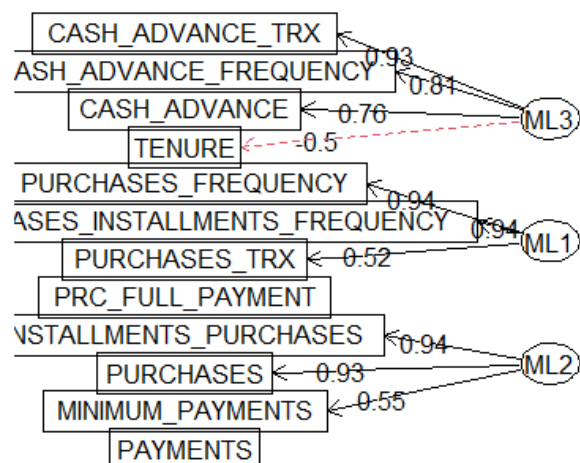 CASH_ADVANCE_TRX
0.93
ASH_ADVANCE_FREQUENCY
0.81
CASH_ADVANCE
0.76
ML3
TENURE
-0.5
PURCHASES_FREQUENCY
0.94
ASES_INSTALLMENTS_FREQUENCY
0.94
ML1
PURCHASES_TRX
0.52
PRC_FULL_PAYMENT
NSTALLMENTS_PURCHASES
0.94
ML2
PURCHASES
0.93
MINIMUM_PAYMENTS
0.55
PAYMENTS